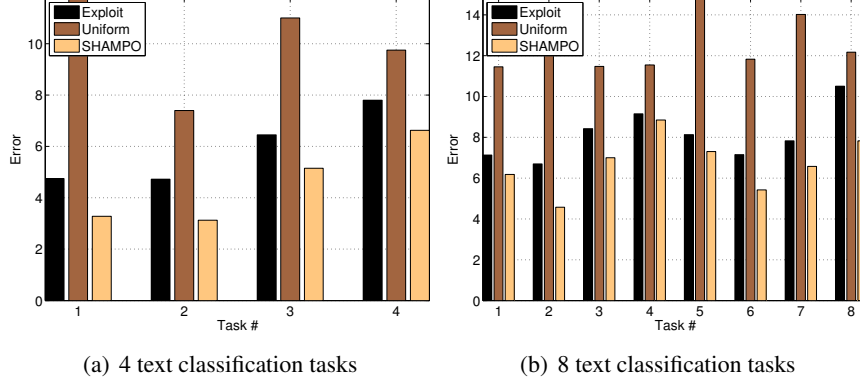 Exploit
Uniform
SHAMPO
10
8
6
4
2
0
Error
1 2 3 4
Task #
(a) 4 text classification tasks
Exploit
Uniform
SHAMPO
14
12
10
8
6
4
2
0
Error
1 2 3 4 5 6 7 8
Task #
(b) 8 text classification tasks